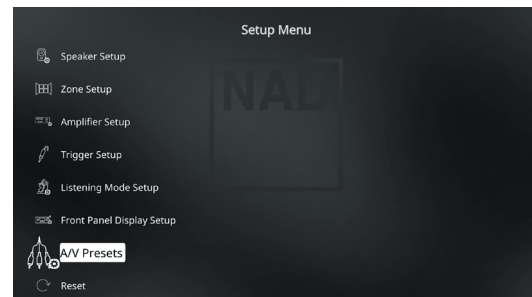 Setup Menu
Speaker Setup
Zone Setup
Amplifier Setup
Trigger Setup
Listening Mode Setup
Front Panel Display Setup
A/V Presets
Reset
NAD